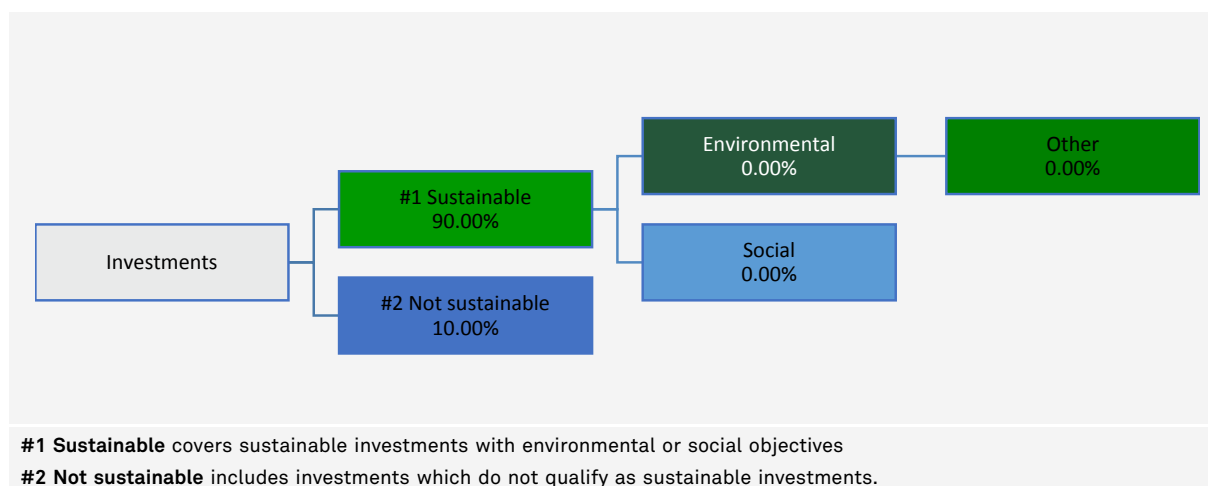 Investments
#1 Sustainable
90.00%
#2 Not sustainable
10.00%
Environmental
0.00%
Social
0.00%
Other
0.00%
#1 Sustainable covers sustainable investments with environmental or social objectives
#2 Not sustainable includes investments which do not qualify as sustainable investments.